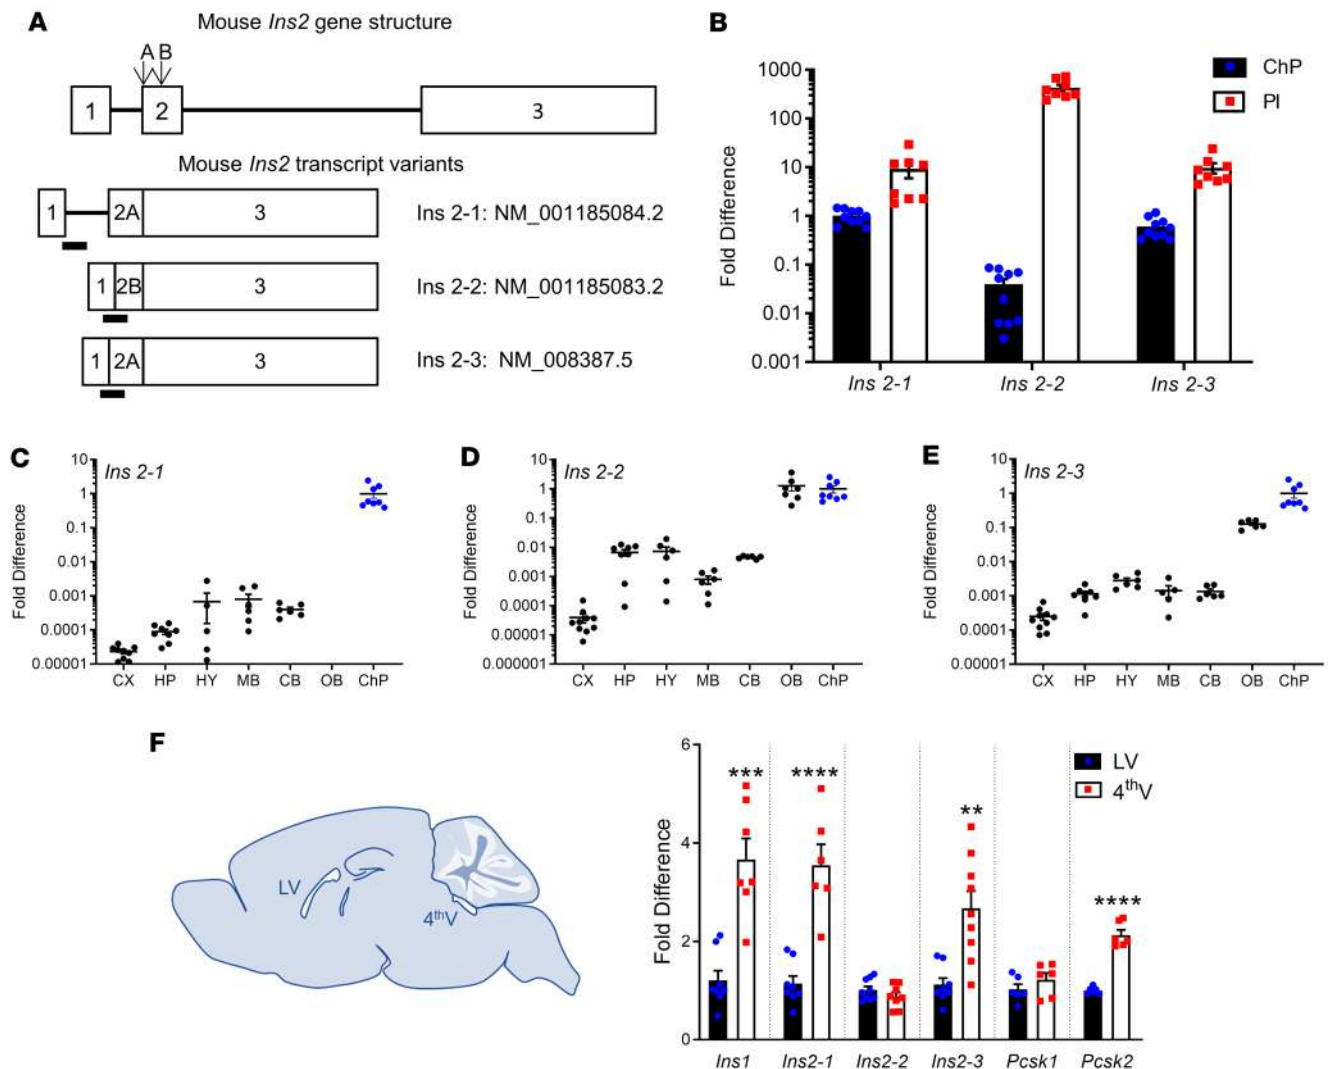 A
Mouse Ins2 gene structure
A B
1 2 3
Mouse Ins2 transcript variants
1 2A 3 Ins 2-1: NM_001185084.2
1 2B 3 Ins 2-2: NM_001185083.2
1 2A 3 Ins 2-3: NM_008387.5
B
ChP
PI
Fold Difference
1000
100
10
1
0.1
0.01
0.001
Ins 2-1 Ins 2-2 Ins 2-3
C
Ins 2-1
Fold Difference
10
1
0.1
0.01
0.001
0.0001
0.00001
CX HP HY MB CB OB ChP
D
Ins 2-2
Fold Difference
10
1
0.1
0.01
0.001
0.0001
0.00001
0.000001
CX HP HY MB CB OB ChP
E
Ins 2-3
Fold Difference
10
1
0.1
0.01
0.001
0.0001
0.00001
CX HP HY MB CB OB ChP
F
LV
4thV
Fold Difference
6
4
2
0
*** **** ** ****
LV
4thV
Ins1 Ins2-1 Ins2-2 Ins2-3 Pcsk1 Pcsk2